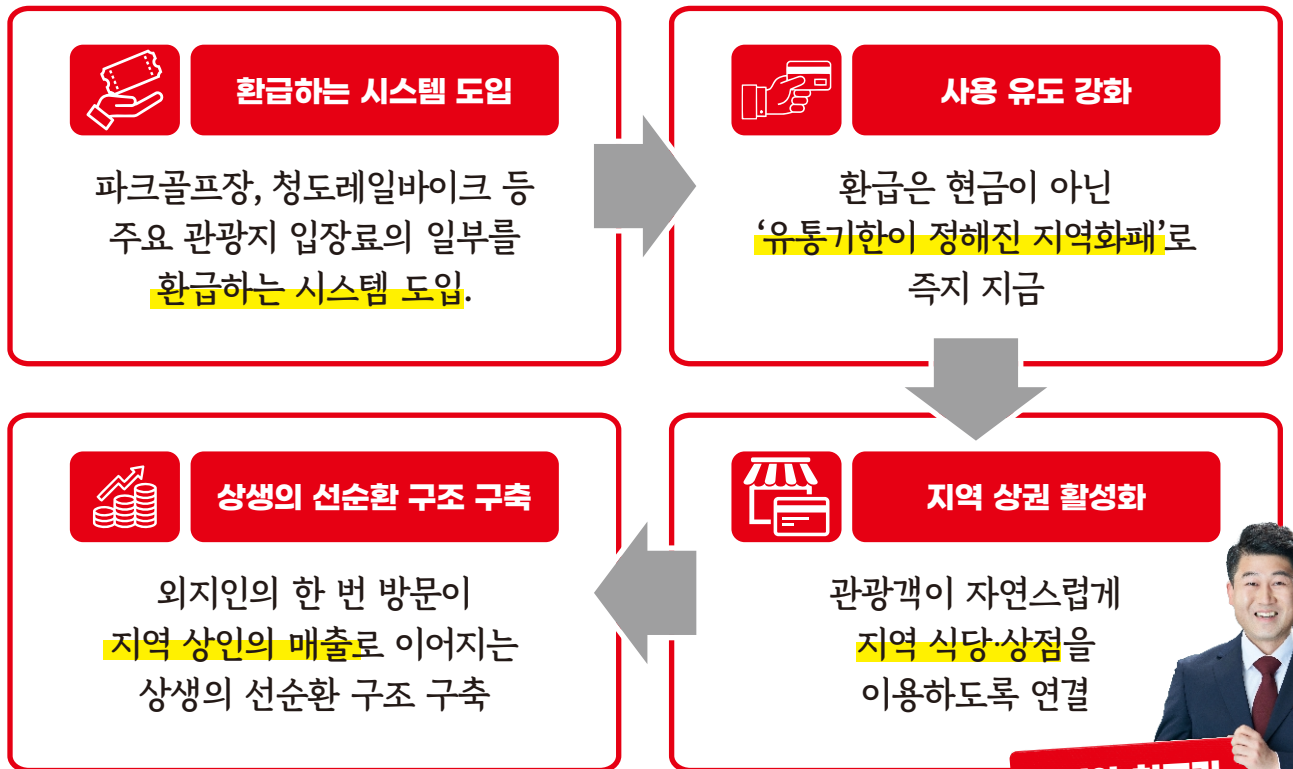 환급하는 시스템 도입
파크골프장, 청도레일바이크 등
주요 관광지 입장료의 일부를
환급하는 시스템 도입.
사용 유도 강화
환급은 현금이 아닌
‘유통기한이 정해진 지역화패’로
즉지 지금
지역 상권 활성화
관광객이 자연스럽게
지역 식당·상점을
이용하도록 연결
상생의 선순환 구조 구축
외지인의 한 번 방문이
지역 상인의 매출로 이어지는
상생의 선순환 구조 구축